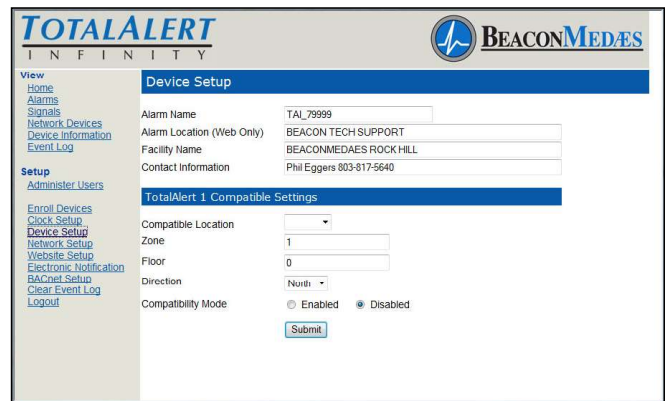 TOTALALERT
INFINITY
BEACONMEDÆS
View
Home
Alarms
Signals
Network Devices
Device Information
Event Log
Setup
Administer Users
Enroll Devices
Clock Setup
Device Setup
Network Setup
Website Setup
Electronic Notification
BACnet Setup
Clear Event Log
Logout
Device Setup
Alarm Name TAI_79999
Alarm Location (Web Only) BEACON TECH SUPPORT
Facility Name BEACONMEDAES ROCK HILL
Contact Information Phil Eggers 803-817-5640
TotalAlert 1 Compatible Settings
Compatible Location
Zone 1
Floor 0
Direction North
Compatibility Mode Enabled Disabled
Submit